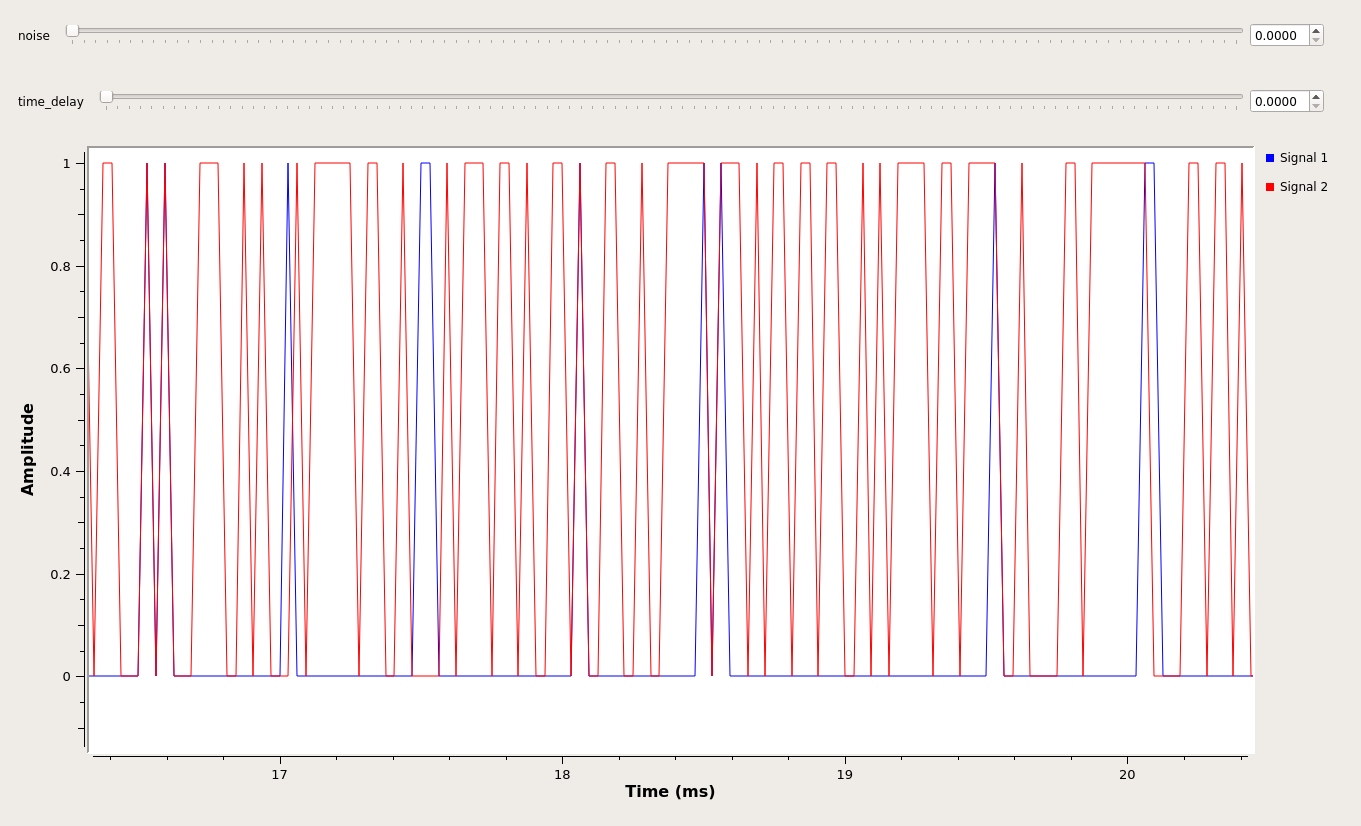 noise 0.0000
time_delay 0.0000
Signal 1
Signal 2
1
0.8
0.6
0.4
0.2
0
Amplitude
17 18 19 20
Time (ms)